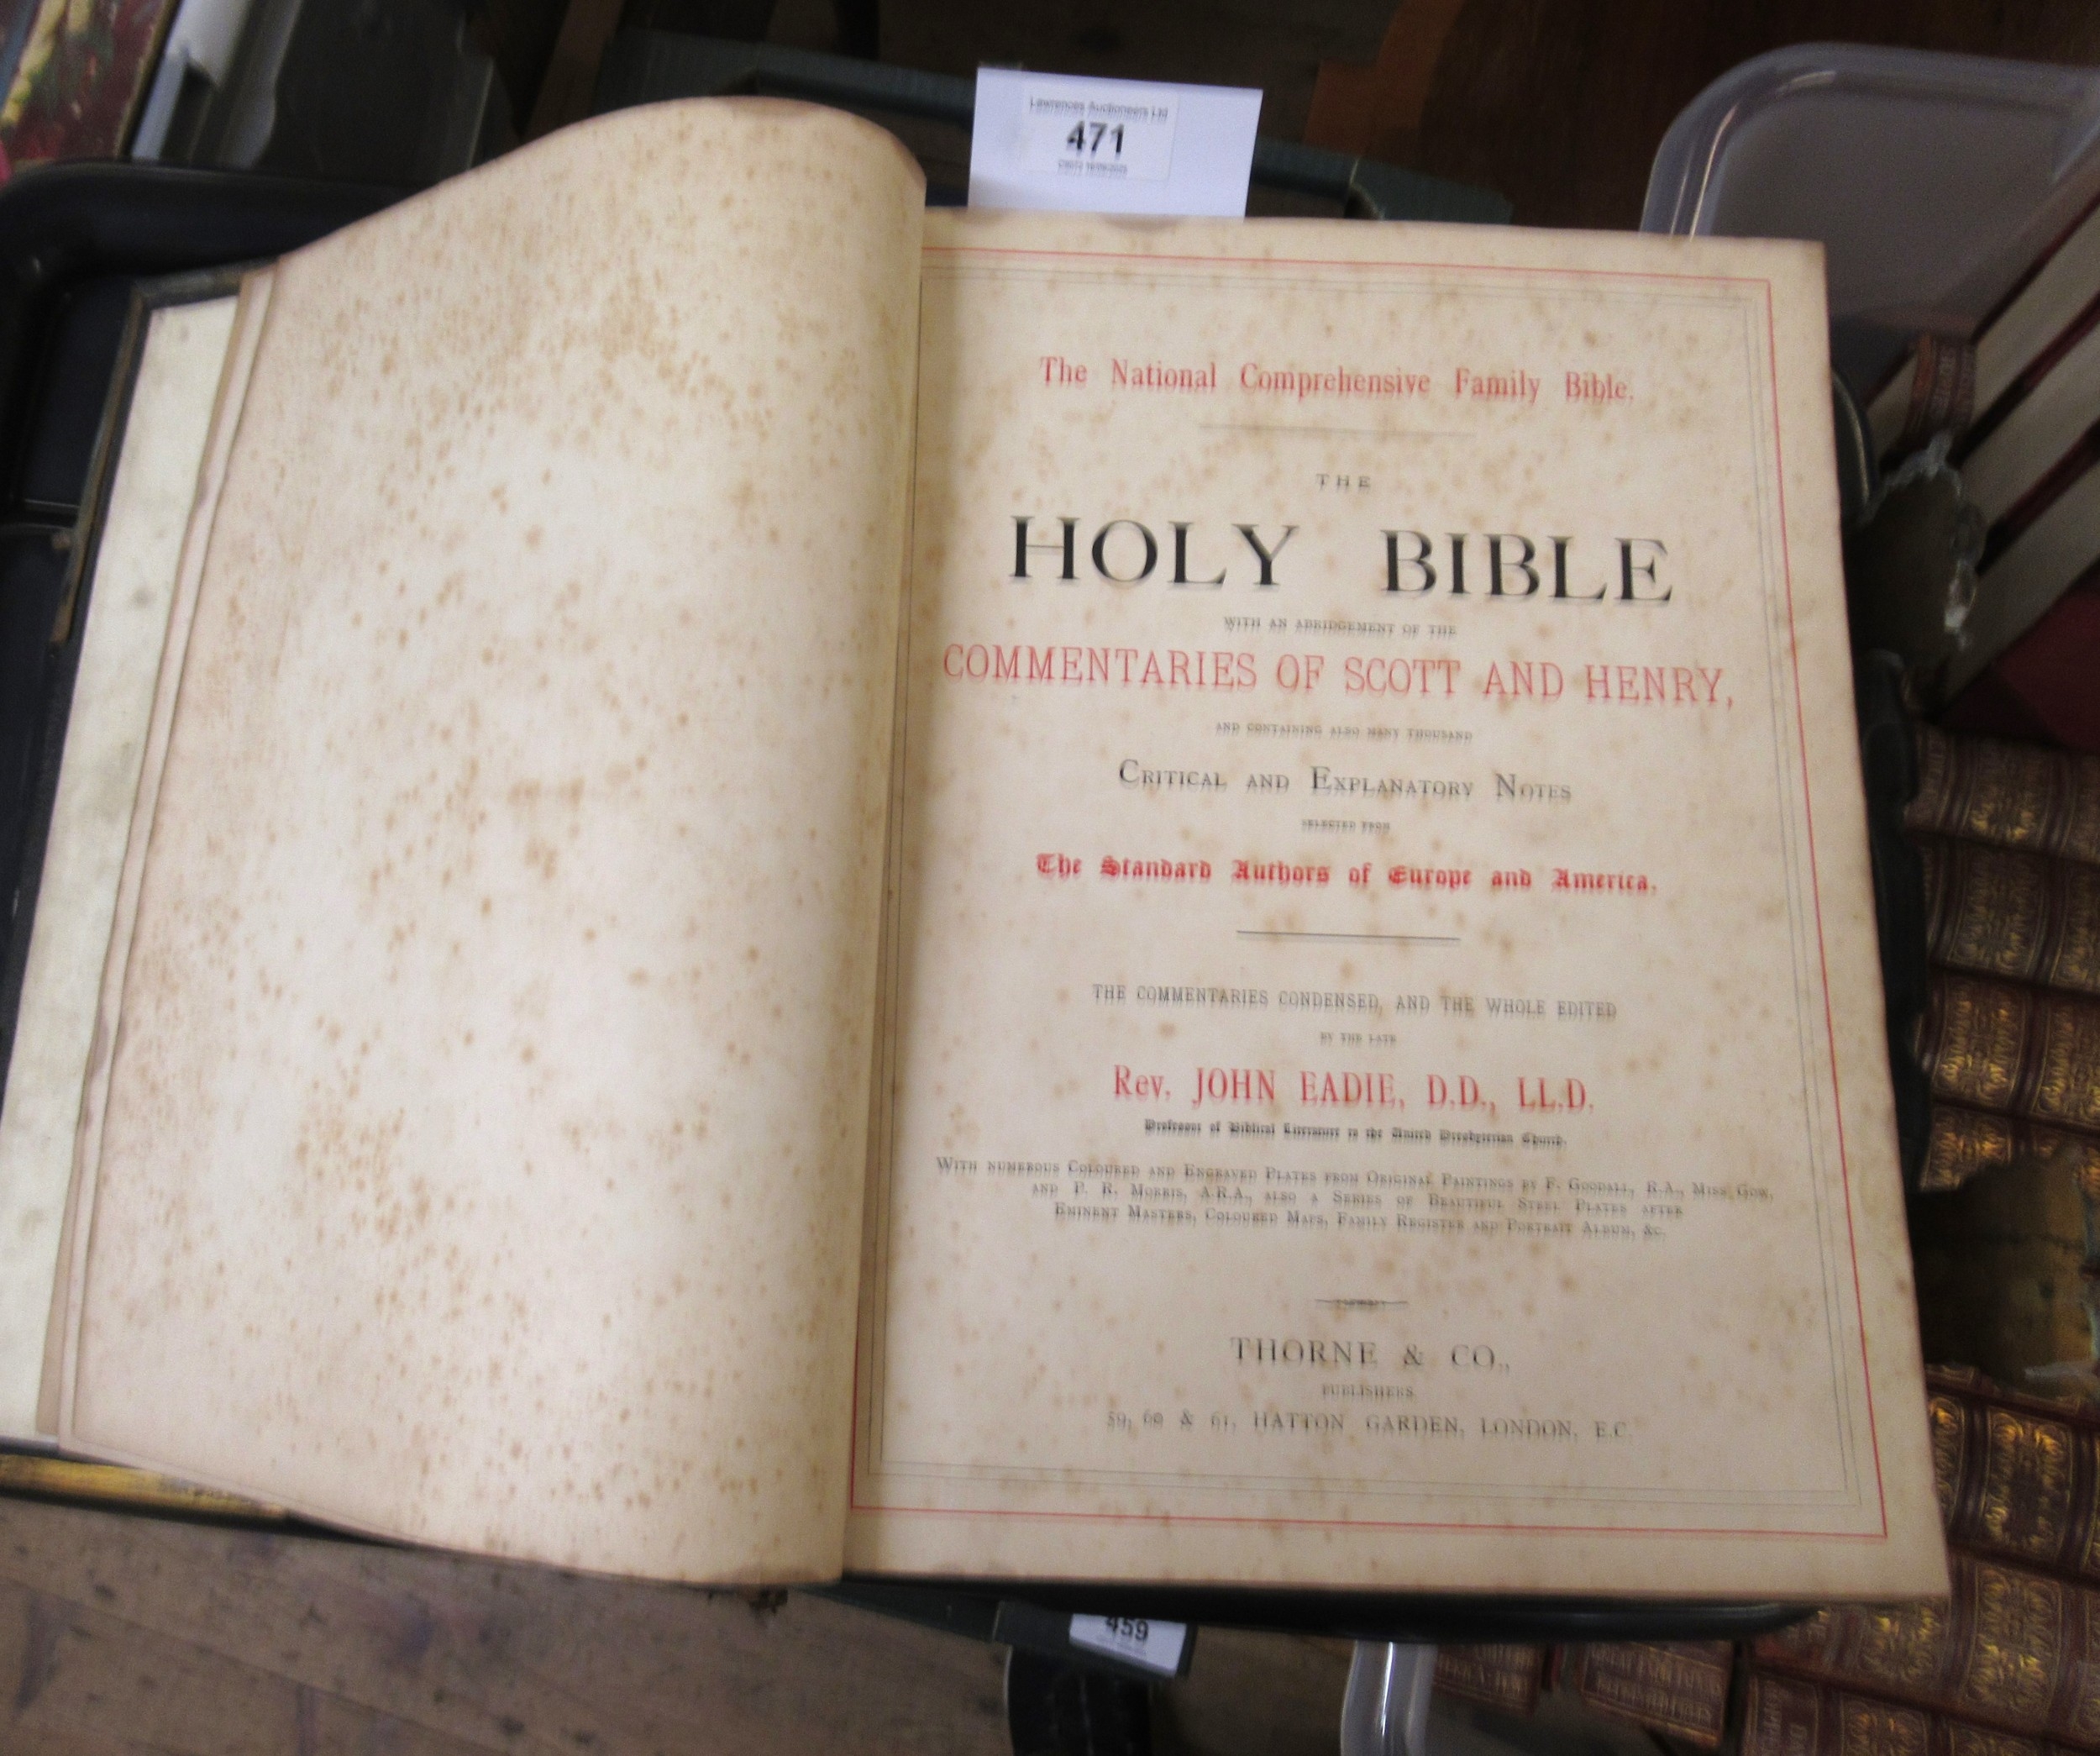 Lawrences Auctioneers Ltd
471
The National Comprehensive Family Bible.
THE
HOLY BIBLE
WITH AN ABRIDGEMENT OF THE
COMMENTARIES OF SCOTT AND HENRY,
AND CONTAINING ALSO MANY THOUSAND
CRITICAL AND EXPLANATORY NOTES
SELECTED FROM
The Standard Authors of Europe and America.
THE COMMENTARIES CONDENSED, AND THE WHOLE EDITED
BY THE LATE
Rev. JOHN EADIE, D.D., LL.D.
Professor of Biblical Literature to the United Presbyterian Church.
WITH NUMEROUS COLOURED AND ENGRAVED PLATES FROM ORIGINAL PAINTINGS BY F. GOODALL, R.A., MISS GOW,
AND P. R. MORRIS, A.R.A., ALSO A SERIES OF BEAUTIFUL STEEL PLATES AFTER
EMINENT MASTERS, COLOURED MAPS, FAMILY REGISTER AND PORTRAIT ALBUM, &C.
THORNE & CO.,
PUBLISHERS
59, 60 & 61, HATTON GARDEN, LONDON, E.C.
459